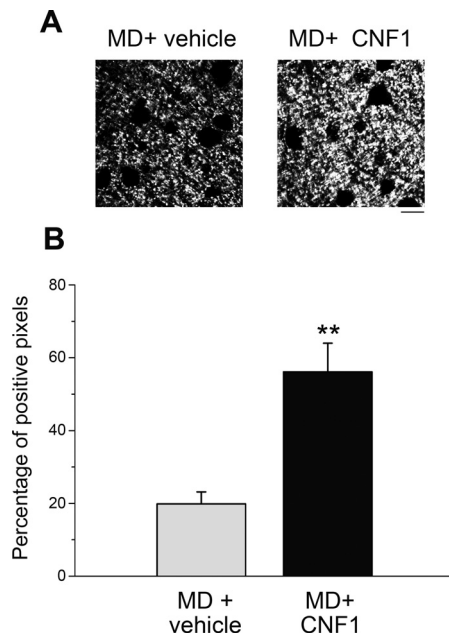 A
MD+ vehicle
MD+ CNF1
B
80
60
40
20
0
Percentage of positive pixels
**
MD +
vehicle
MD+
CNF1